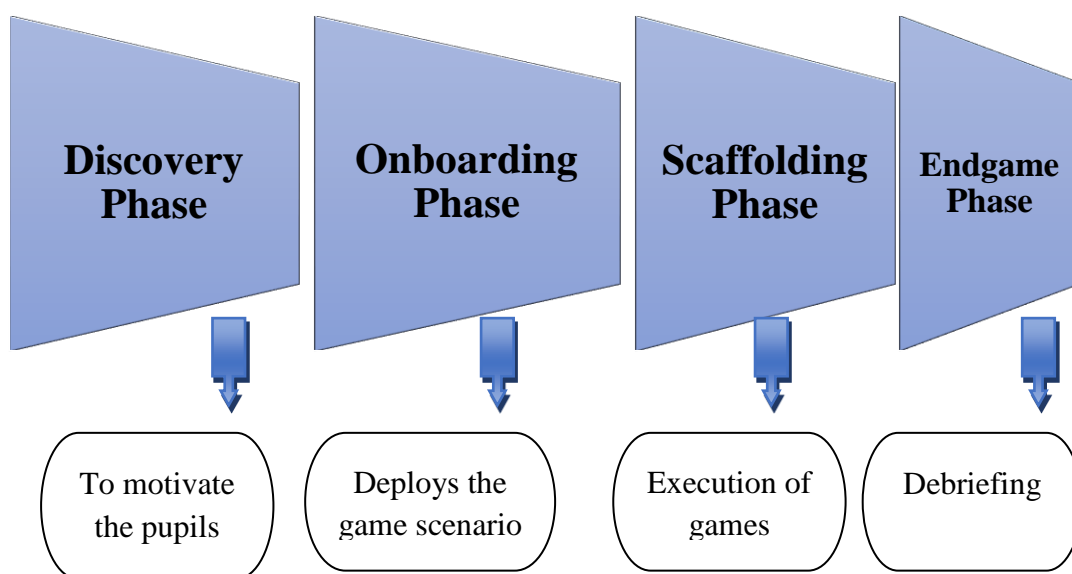 Discovery
Phase
Onboarding
Phase
Scaffolding
Phase
Endgame
Phase
To motivate
the pupils
Deploys the
game scenario
Execution of
games
Debriefing